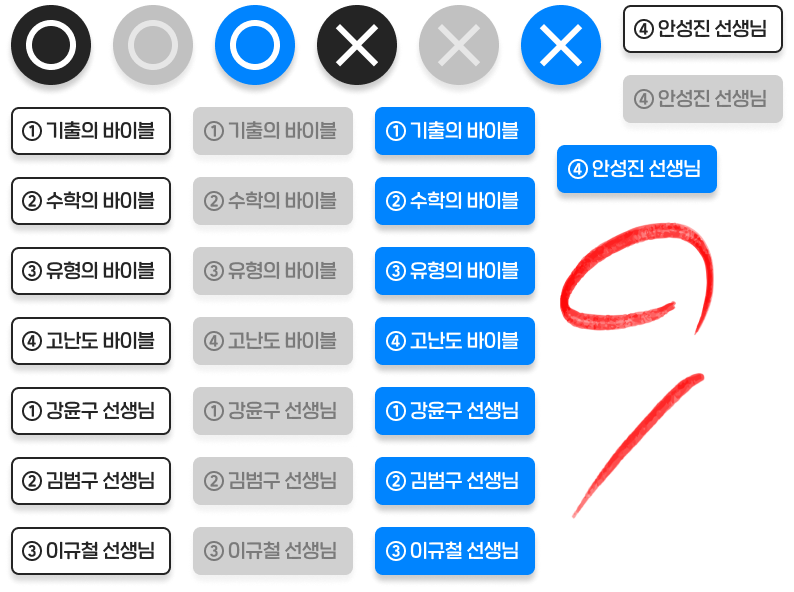 ④ 안성진 선생님
④ 안성진 선생님
① 기출의 바이블 ① 기출의 바이블 ① 기출의 바이블
④ 안성진 선생님
② 수학의 바이블 ② 수학의 바이블 ② 수학의 바이블
③ 유형의 바이블 ③ 유형의 바이블 ③ 유형의 바이블
④ 고난도 바이블 ④ 고난도 바이블 ④ 고난도 바이블
① 강윤구 선생님 ① 강윤구 선생님 ① 강윤구 선생님
② 김범구 선생님 ② 김범구 선생님 ② 김범구 선생님
③ 이규철 선생님 ③ 이규철 선생님 ③ 이규철 선생님